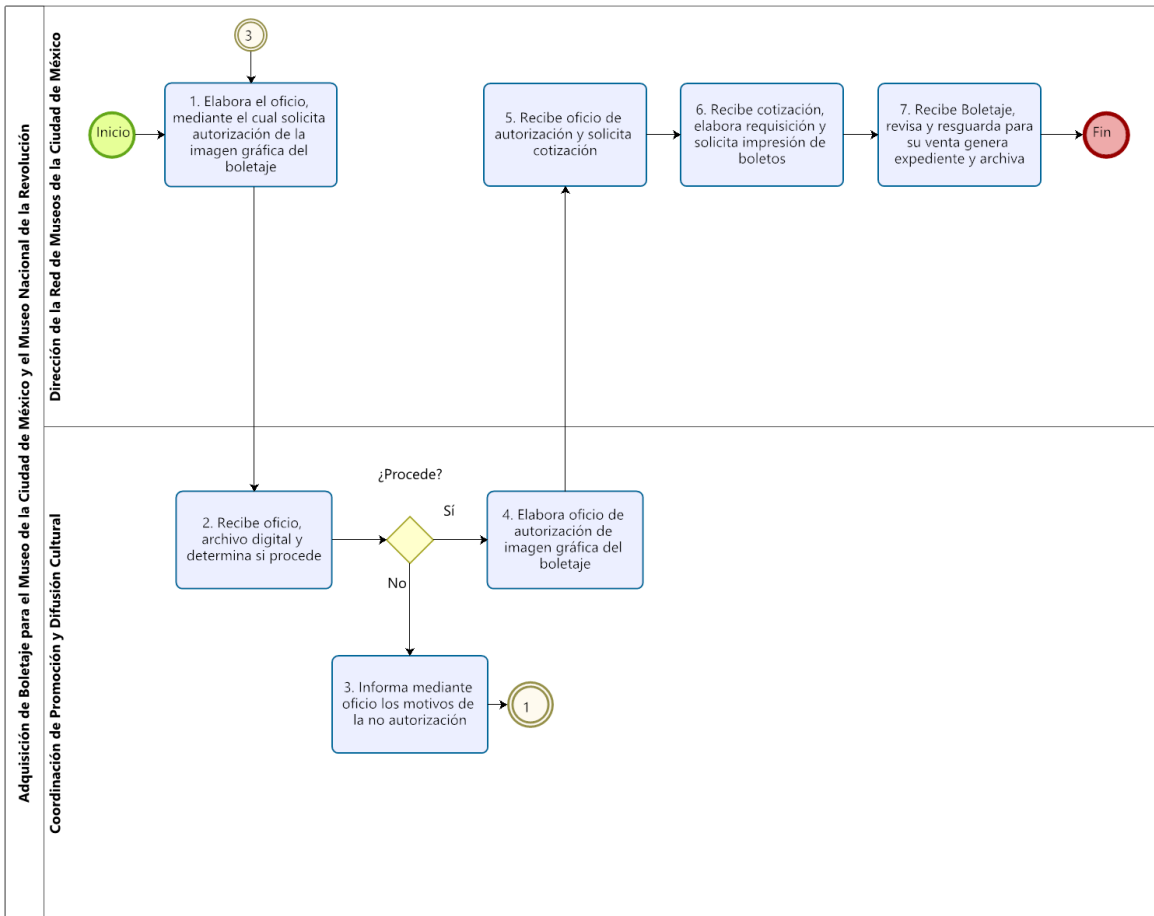 Adquisición de Boletaje para el Museo de la Ciudad de México y el Museo Nacional de la Revolución
Dirección de la Red de Museos de la Ciudad de México
3
Inicio
1. Elabora el oficio,
mediante el cual solicita
autorización de la
imagen gráfica del
boletaje
5. Recibe oficio de
autorización y solicita
cotización
6. Recibe cotización,
elabora requisición y
solicita impresión de
boletos
7. Recibe Boletaje,
revisa y resguarda para
su venta genera
expediente y archiva
Fin
Coordinación de Promoción y Difusión Cultural
2. Recibe oficio,
archivo digital y
determina si procede
¿Procede?
Sí
No
4. Elabora oficio de
autorización de
imagen gráfica del
boletaje
3. Informa mediante
oficio los motivos de
la no autorización
1